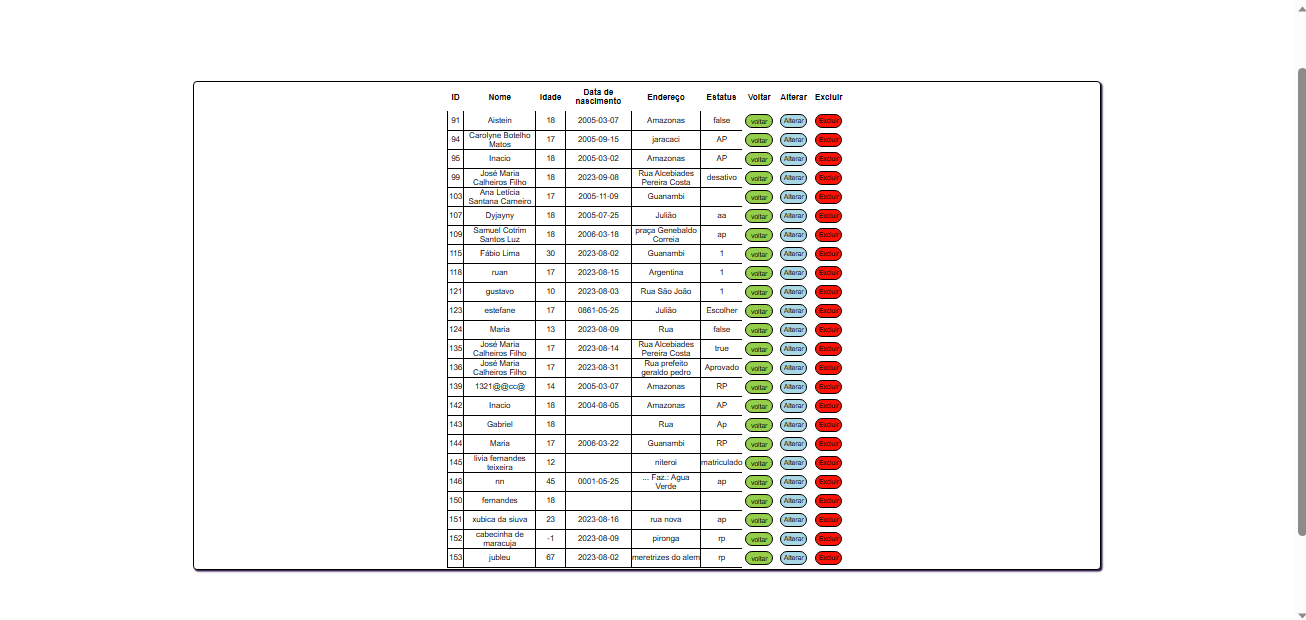 ID Nome Idade Data de nascimento Endereço Estatus Voltar Alterar Excluir
91 Aistein 18 2005-03-07 Amazonas false voltar Alterar Excluir
94 Carolyne Botelho Matos 17 2005-09-15 jaracaci AP voltar Alterar Excluir
95 Inacio 18 2005-03-02 Amazonas AP voltar Alterar Excluir
99 José Maria Calheiros Filho 18 2023-09-08 Rua Alcebiades Pereira Costa desativo voltar Alterar Excluir
103 Ana Letícia Santana Carneiro 17 2005-11-09 Guanambi voltar Alterar Excluir
107 Dyjayny 18 2005-07-25 Julião aa voltar Alterar Excluir
109 Samuel Cotrim Santos Luz 18 2006-03-18 praça Genebaldo Correia ap voltar Alterar Excluir
115 Fábio Lima 30 2023-08-02 Guanambi 1 voltar Alterar Excluir
118 ruan 17 2023-08-15 Argentina 1 voltar Alterar Excluir
121 gustavo 10 2023-08-03 Rua São João 1 voltar Alterar Excluir
123 estefane 17 0861-05-25 Julião Escolher voltar Alterar Excluir
124 Maria 13 2023-08-09 Rua false voltar Alterar Excluir
135 José Maria Calheiros Filho 17 2023-08-14 Rua Alcebiades Pereira Costa true voltar Alterar Excluir
136 José Maria Calheiros Filho 17 2023-08-31 Rua prefeito geraldo pedro Aprovado voltar Alterar Excluir
139 1321@@cc@ 14 2005-03-07 Amazonas RP voltar Alterar Excluir
142 Inacio 18 2004-08-05 Amazonas AP voltar Alterar Excluir
143 Gabriel 18 Rua Ap voltar Alterar Excluir
144 Maria 17 2006-03-22 Guanambi RP voltar Alterar Excluir
145 livia fernandes teixeira 12 niteroi matriculado voltar Alterar Excluir
146 nn 45 0001-05-25 ... Faz.: Agua Verde ap voltar Alterar Excluir
150 fernandes 18 voltar Alterar Excluir
151 xubica da siuva 23 2023-08-16 rua nova ap voltar Alterar Excluir
152 cabecinha de maracuja -1 2023-08-09 pironga rp voltar Alterar Excluir
153 jubleu 67 2023-08-02 meretrizes do alem rp voltar Alterar Excluir